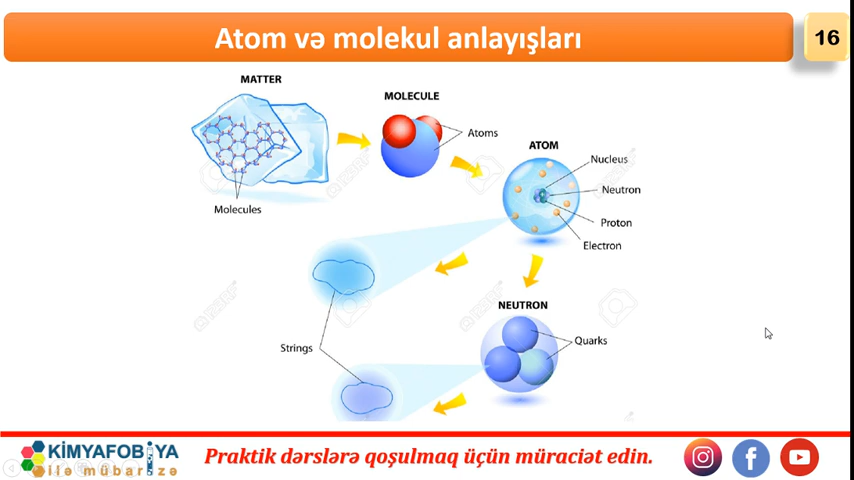 Atom və molekul anlayışları
16
MATTER
Molecules
MOLECULE
Atoms
ATOM
Nucleus
Neutron
Proton
Electron
Strings
NEUTRON
Quarks
KİMYAFOBİYA
ilə mübarizə
Praktik dərslərə qoşulmaq üçün müraciət edin.